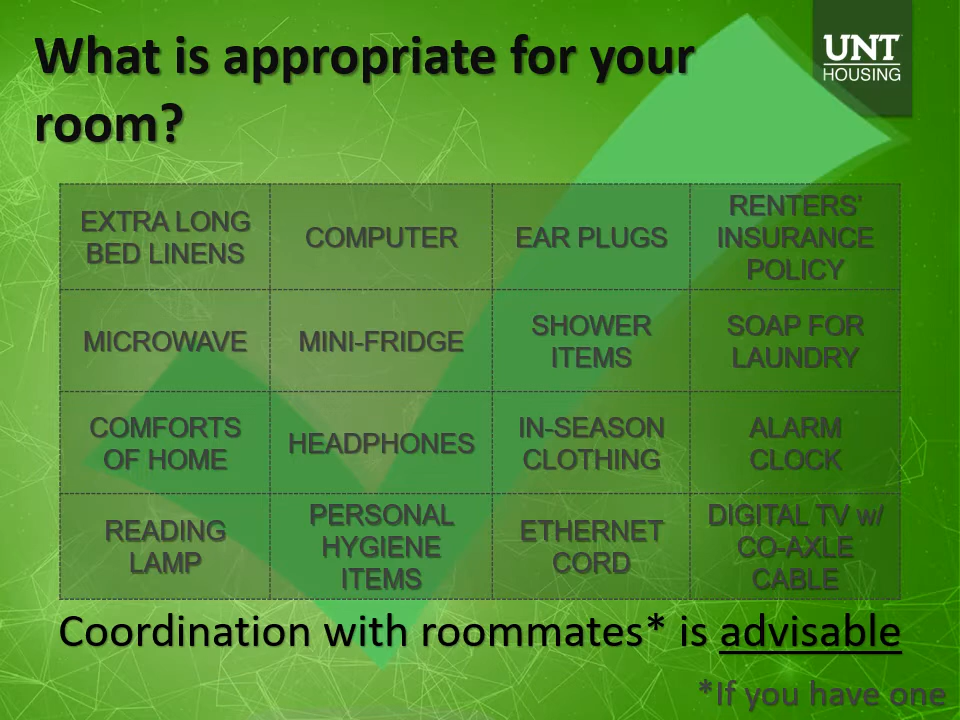 What is appropriate for your
room?
UNT
HOUSING
EXTRA LONG
BED LINENS
COMPUTER
EAR PLUGS
RENTERS'
INSURANCE
POLICY
MICROWAVE
MINI-FRIDGE
SHOWER
ITEMS
SOAP FOR
LAUNDRY
COMFORTS
OF HOME
HEADPHONES
IN-SEASON
CLOTHING
ALARM
CLOCK
READING
LAMP
PERSONAL
HYGIENE
ITEMS
ETHERNET
CORD
DIGITAL TV w/
CO-AXLE
CABLE
Coordination with roommates* is advisable
*If you have one